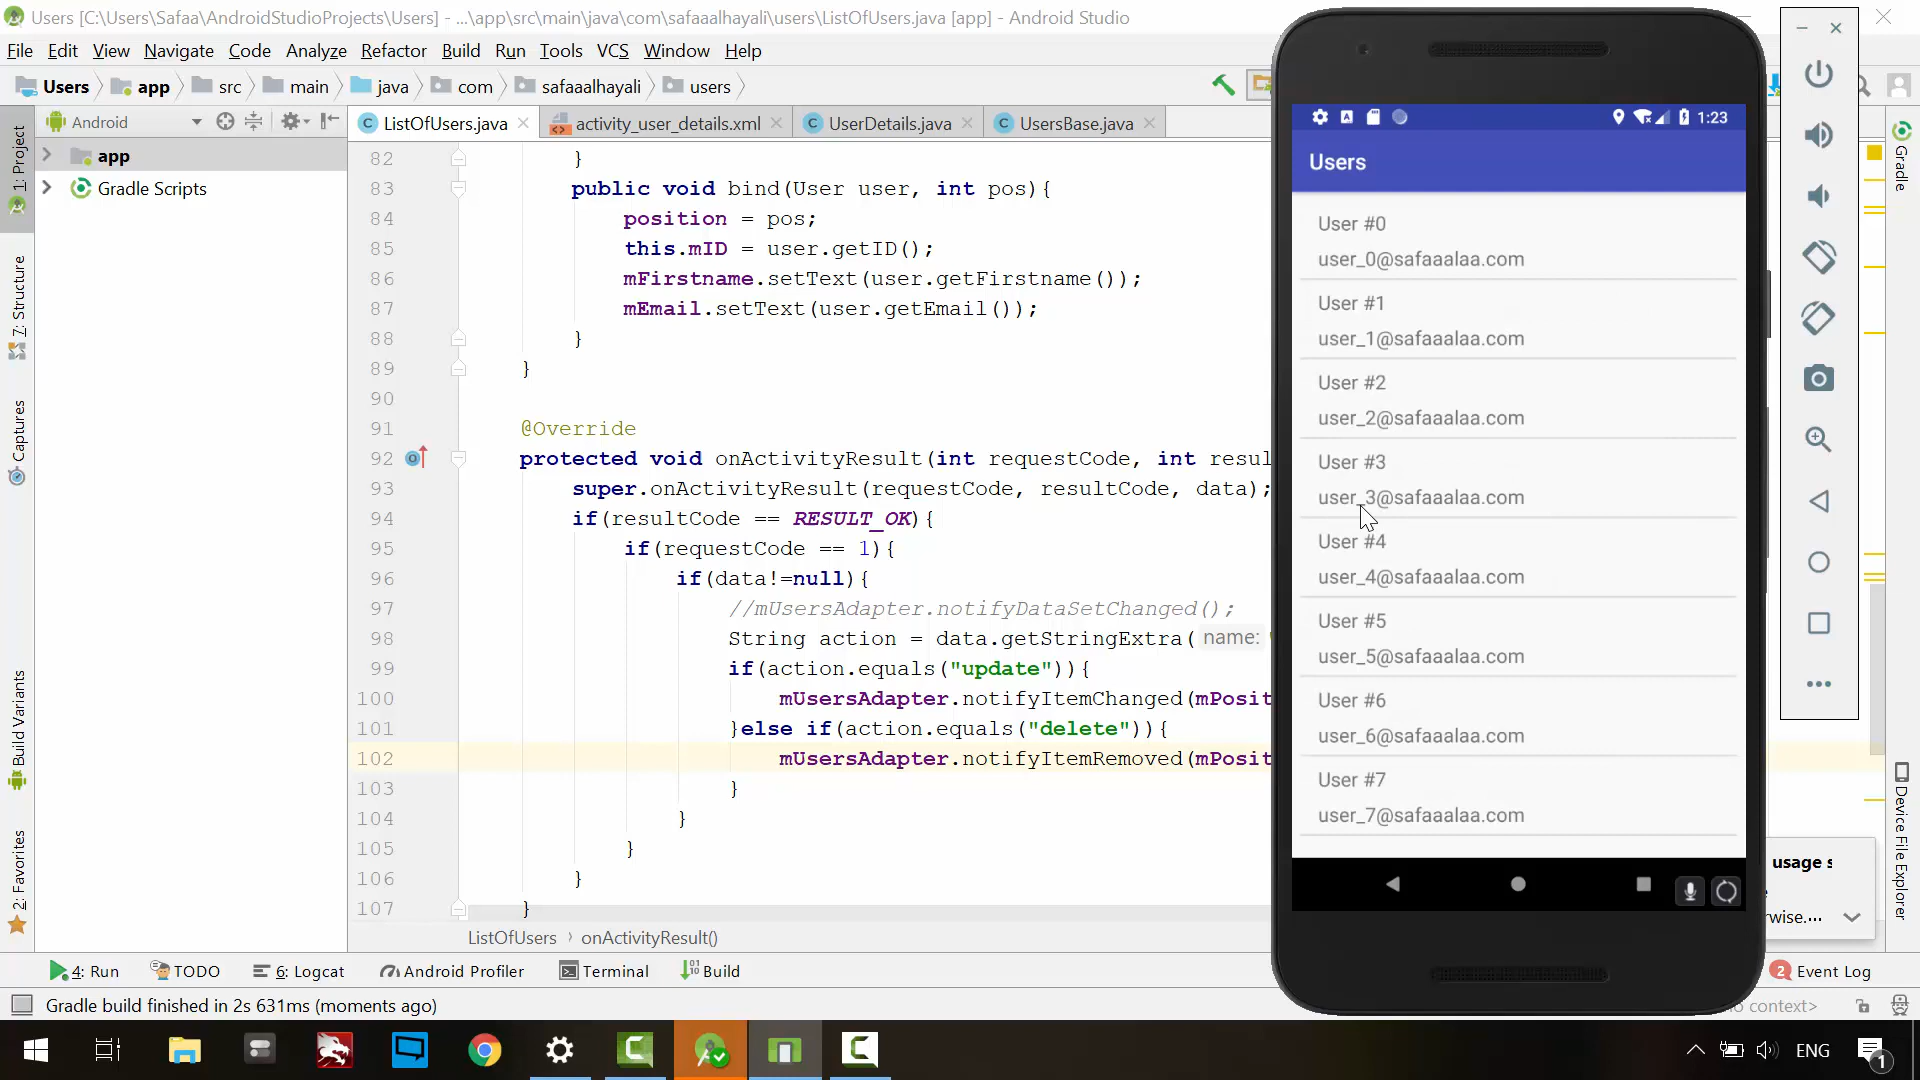 Users [C:\Users\Safaa\AndroidStudioProjects\Users] - ...\app\src\main\java\com\safaaalhayali\users\ListOfUsers.java [app] - Android Studio
File Edit View Navigate Code Analyze Refactor Build Run Tools VCS Window Help
Users app src main java com safaaalhayali users
Android
ListOfUsers.java activity_user_details.xml UserDetails.java UsersBase.java
app
Gradle Scripts
1: Project
7: Structure
Captures
Build Variants
2: Favorites
82 }
83 public void bind(User user, int pos){
84 position = pos;
85 this.mID = user.getID();
86 mFirstname.setText(user.getFirstname());
87 mEmail.setText(user.getEmail());
88 }
89 }
90
91 @Override
92 protected void onActivityResult(int requestCode, int resul
93 super.onActivityResult(requestCode, resultCode, data);
94 if(resultCode == RESULT_OK){
95 if(requestCode == 1){
96 if(data!=null){
97 //mUsersAdapter.notifyDataSetChanged();
98 String action = data.getStringExtra( name:
99 if(action.equals("update")){
100 mUsersAdapter.notifyItemChanged(mPosit
101 }else if(action.equals("delete")){
102 mUsersAdapter.notifyItemRemoved(mPosit
103 }
104 }
105 }
106 }
107 }
ListOfUsers › onActivityResult()
1:23
Users
User #0
user_0@safaaalaa.com
User #1
user_1@safaaalaa.com
User #2
user_2@safaaalaa.com
User #3
user_3@safaaalaa.com
User #4
user_4@safaaalaa.com
User #5
user_5@safaaalaa.com
User #6
user_6@safaaalaa.com
User #7
user_7@safaaalaa.com
Gradle
Device File Explorer
usage s
rwise....
4: Run TODO 6: Logcat Android Profiler Terminal Build
2 Event Log
Gradle build finished in 2s 631ms (moments ago)
context>
ENG
1